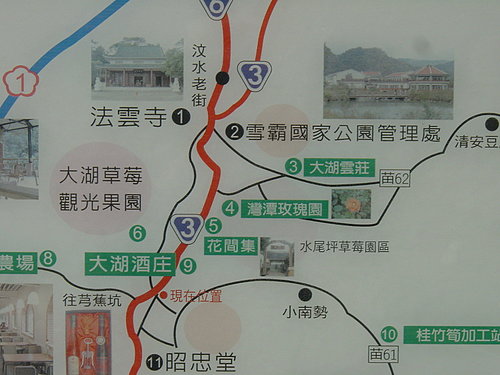 6
汶水老街
3
1
法雲寺 1
2 雪霸國家公園管理處
清安豆
3 大湖雲莊
苗62
大湖草莓
觀光果園
4 灣潭玫瑰園
3
5
花間集
水尾坪草莓園區
6
農場 8
大湖酒庄 9
往芎蕉坑
現在位置
小南勢
10 桂竹筍加工站
苗61
11 昭忠堂